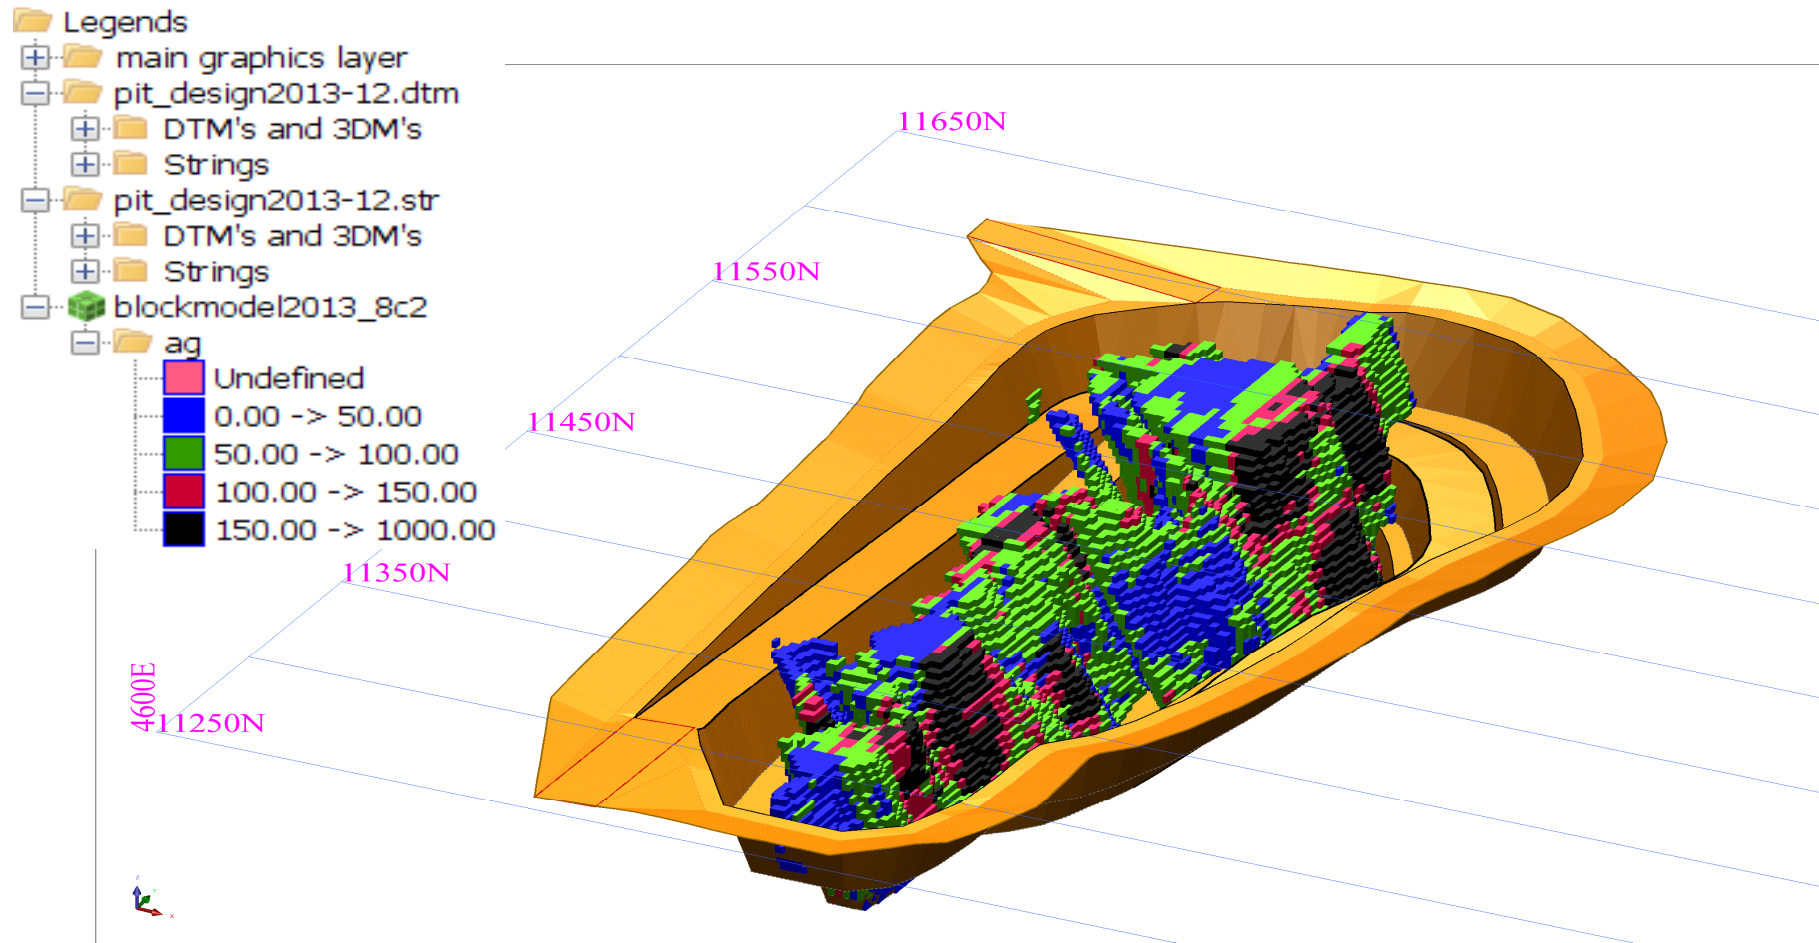 Legends
main graphics layer
pit_design2013-12.dtm
DTM's and 3DM's
Strings
pit_design2013-12.str
DTM's and 3DM's
Strings
blockmodel2013_8c2
ag
Undefined
0.00 -> 50.00
50.00 -> 100.00
100.00 -> 150.00
150.00 -> 1000.00
11650N
11550N
11450N
11350N
11250N
4600E
Z
Y
X